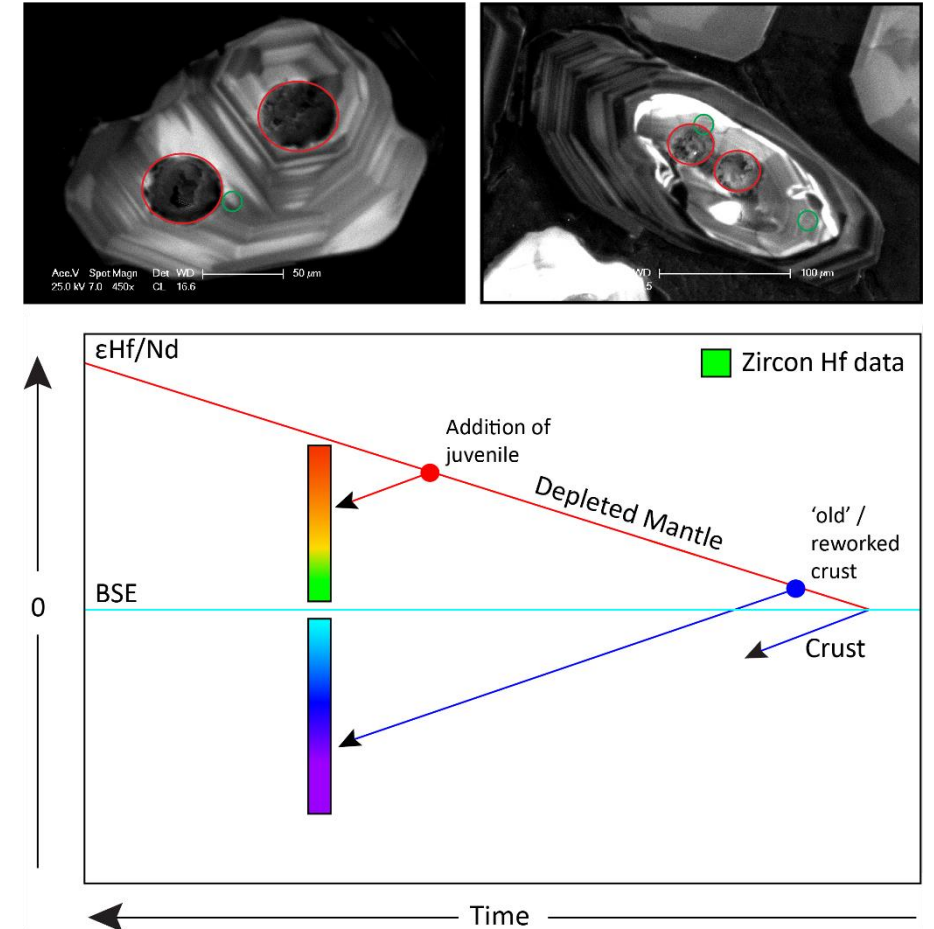 Acc.V Spot Magn Det WD
50 µm
25.0 kV 7.0 450x CL 16.6
WD
100 µm
.5
εHf/Nd
Zircon Hf data
Addition of
juvenile
Depleted Mantle
'old' /
reworked
crust
BSE
0
Crust
Time